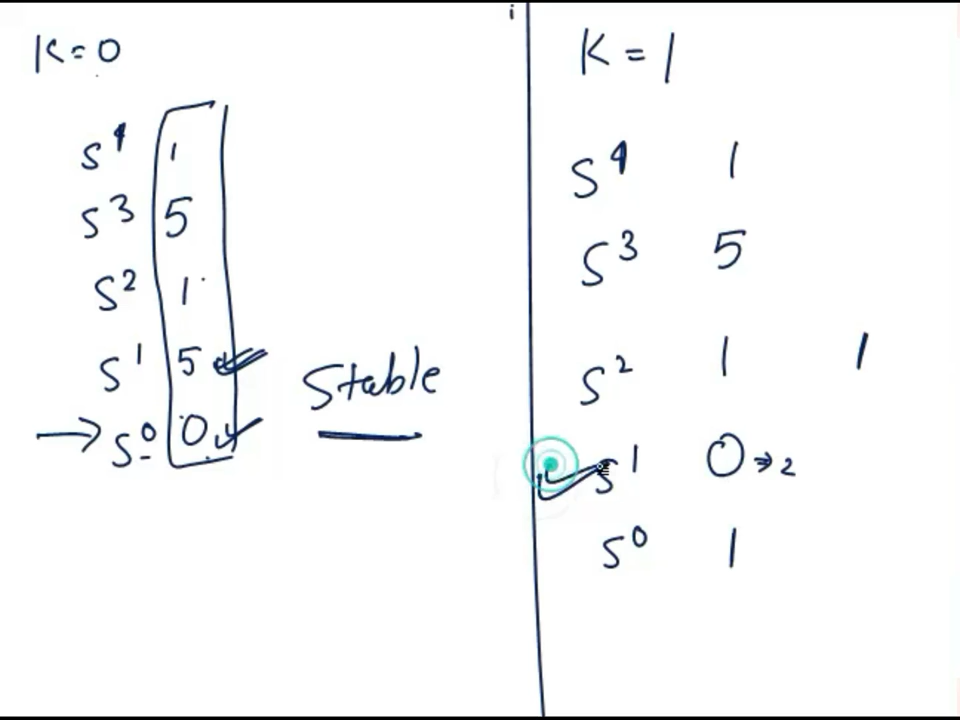 i
K = 0
s⁴ 1
s³ 5
s² 1
s¹ 5
→ s⁰ 0
Stable
K = 1
s⁴ 1
s³ 5
s² 1 1
s¹ 0 → 2
s⁰ 1